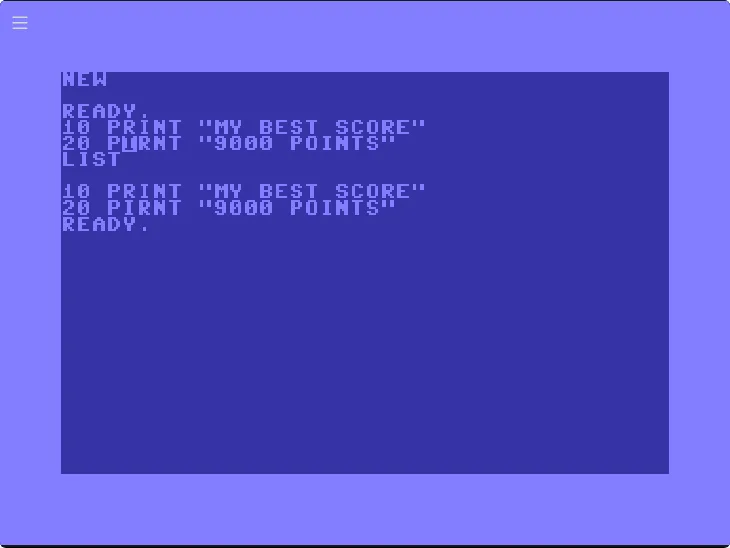 NEW
READY.
10 PRINT "MY BEST SCORE"
20 PIRNT "9000 POINTS"
LIST
10 PRINT "MY BEST SCORE"
20 PIRNT "9000 POINTS"
READY.